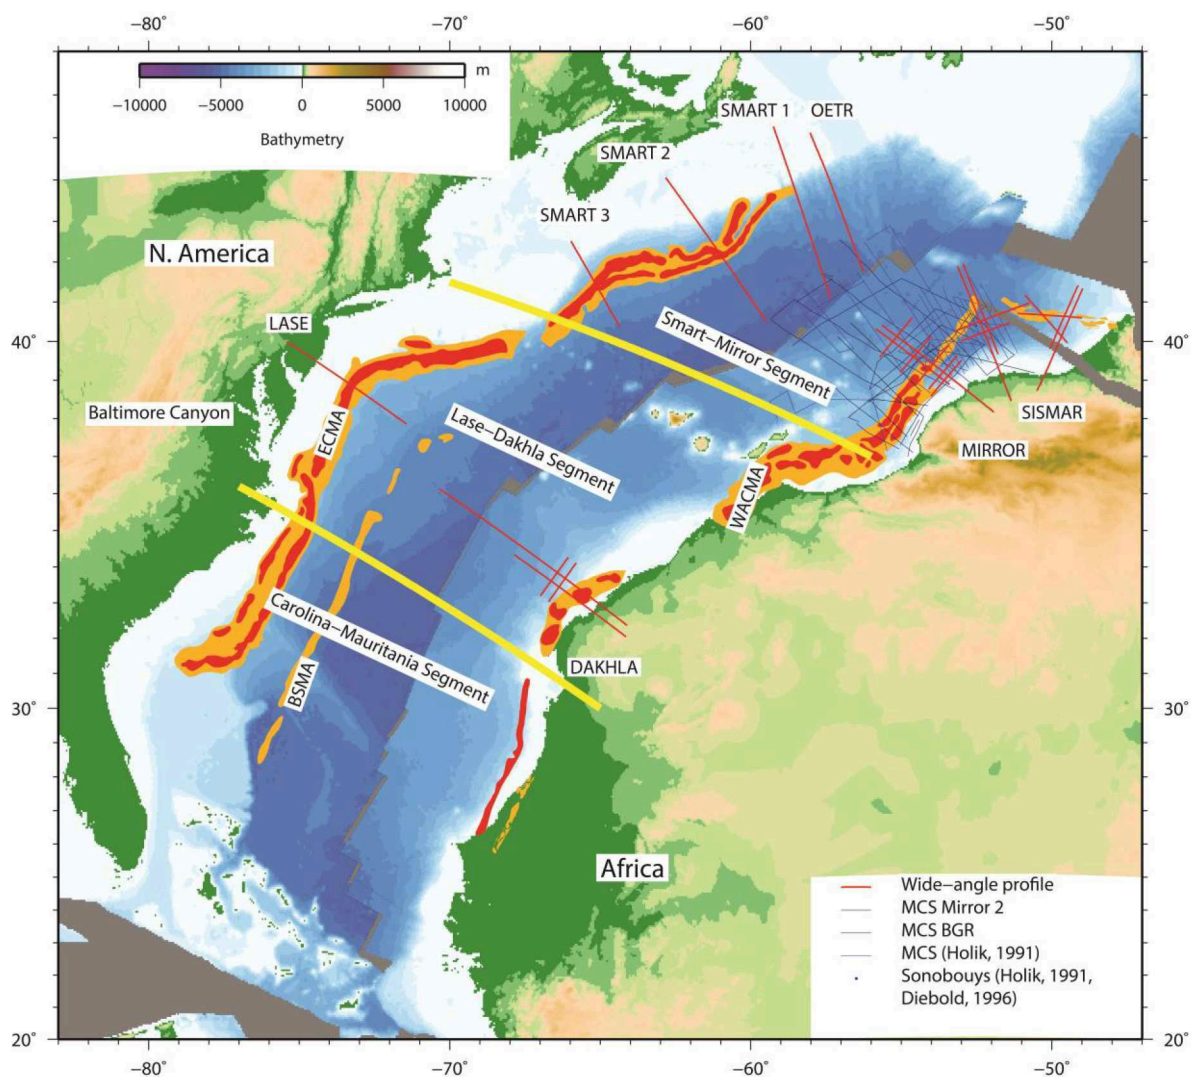 −80° −70° −60° −50°
m
−10000 −5000 0 5000 10000
Bathymetry
SMART 1 OETR
SMART 2
SMART 3
N. America
LASE
40° 40°
Smart−Mirror Segment
Baltimore Canyon
ECMA
Lase−Dakhla Segment
SISMAR
MIRROR
WACMA
Carolina−Mauritania Segment
DAKHLA
BSMA
30° 30°
Africa
Wide−angle profile
MCS Mirror 2
MCS BGR
MCS (Holik, 1991)
Sonobouys (Holik, 1991,
Diebold, 1996)
20° 20°
−80° −70° −60° −50°